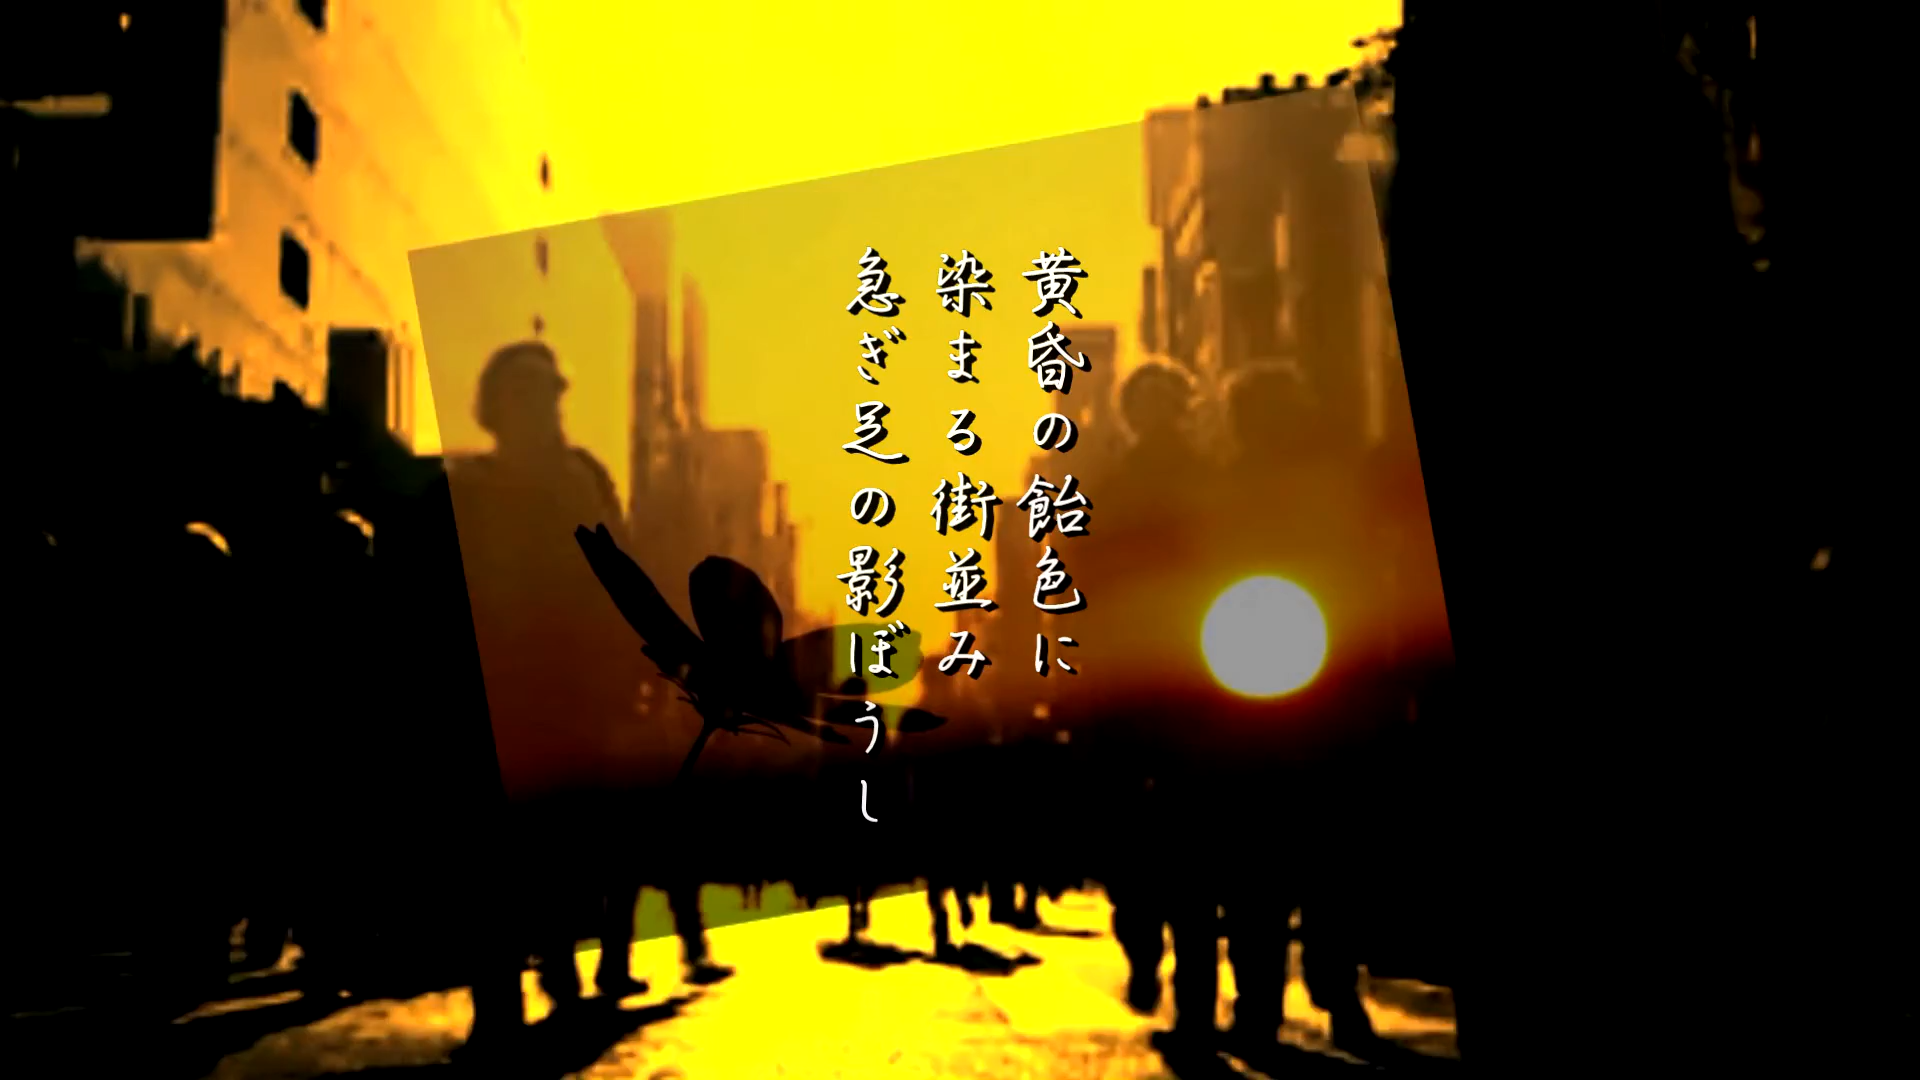 黄昏の飴色に
染まる街並み
急ぎ足の影ぼうし